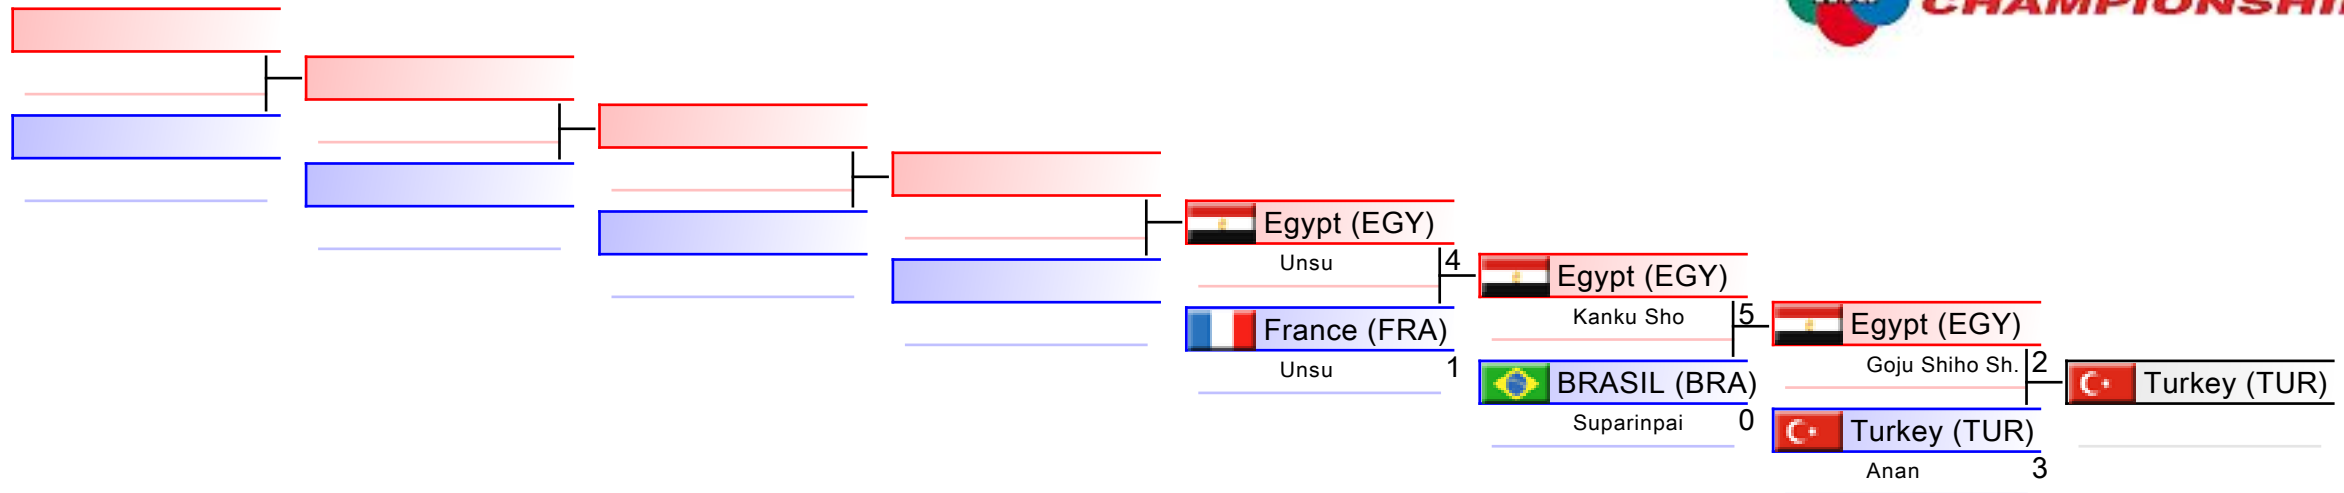 Egypt (EGY)
Unsu
4
France (FRA)
Unsu
1
Egypt (EGY)
Kanku Sho
5
BRASIL (BRA)
Suparinpai
0
Egypt (EGY)
Goju Shiho Sh.
2
Turkey (TUR)
Anan
3
Turkey (TUR)